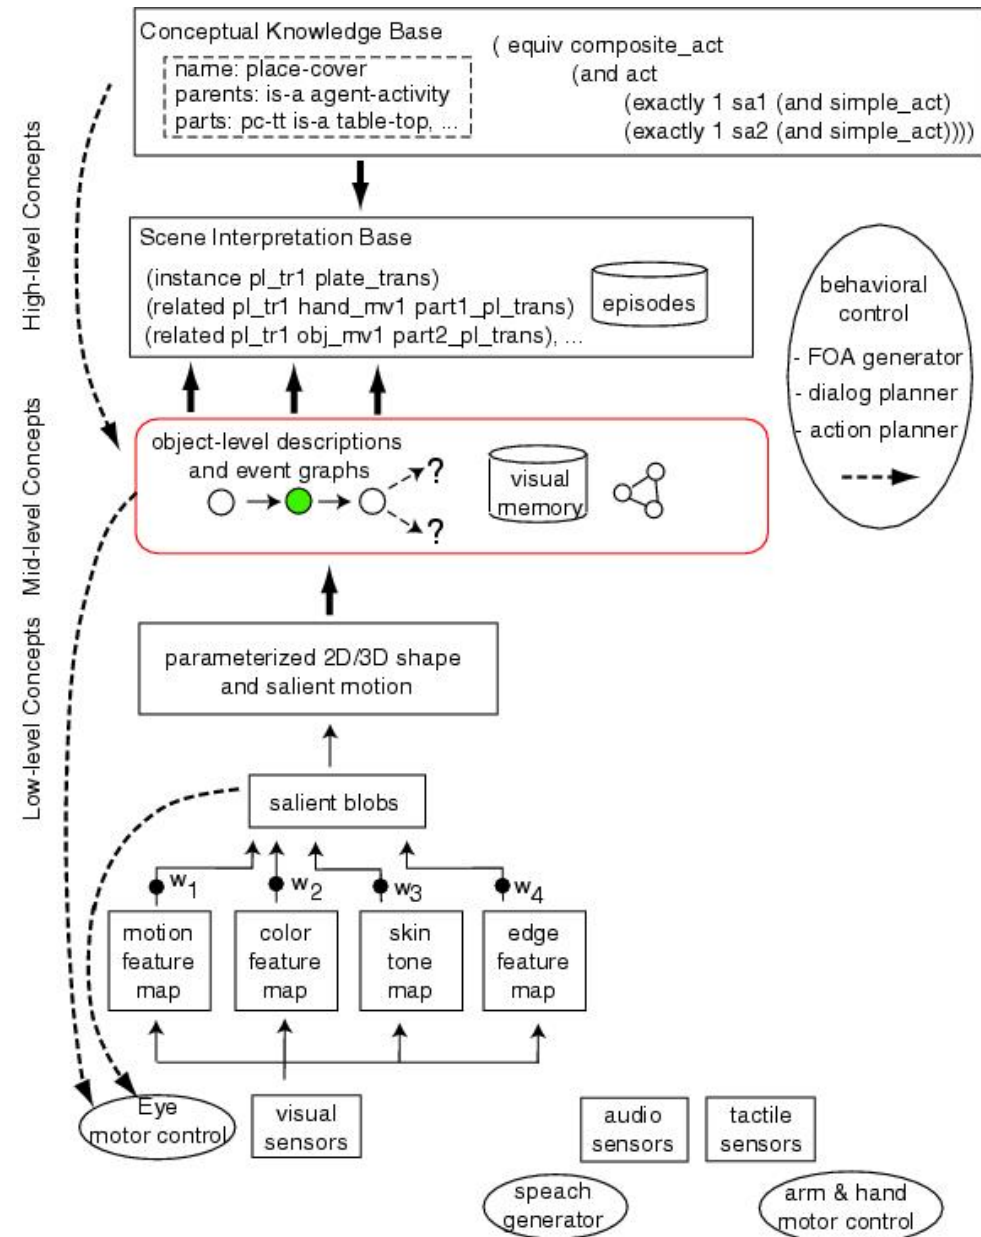 Conceptual Knowledge Base
name: place-cover
parents: is-a agent-activity
parts: pc-tt is-a table-top, ...
( equiv composite_act
(and act
(exactly 1 sa1 (and simple_act)
(exactly 1 sa2 (and simple_act))))
High-level Concepts
Scene Interpretation Base
(instance pl_tr1 plate_trans)
(related pl_tr1 hand_mv1 part1_pl_trans)
(related pl_tr1 obj_mv1 part2_pl_trans), ...
episodes
behavioral
control
- FOA generator
- dialog planner
- action planner
Mid-level Concepts
object-level descriptions
and event graphs
?
?
visual
memory
Low-level Concepts
parameterized 2D/3D shape
and salient motion
salient blobs
w1
w2
w3
w4
motion
feature
map
color
feature
map
skin
tone
map
edge
feature
map
Eye
motor control
visual
sensors
audio
sensors
tactile
sensors
speach
generator
arm & hand
motor control